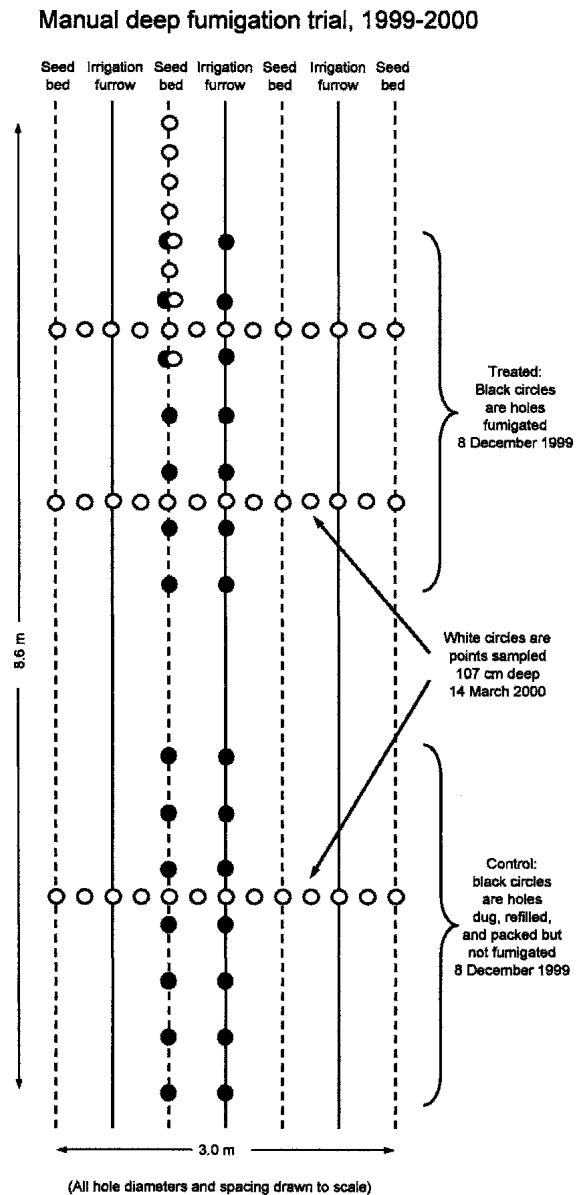 Manual deep fumigation trial, 1999-2000
Seed Irrigation Seed Irrigation Seed Irrigation Seed
bed furrow bed furrow bed furrow bed
Treated:
Black circles
are holes
fumigated
8 December 1999
8.6 m
White circles are
points sampled
107 cm deep
14 March 2000
Control:
black circles
are holes
dug, refilled,
and packed but
not fumigated
8 December 1999
3.0 m
(All hole diameters and spacing drawn to scale)